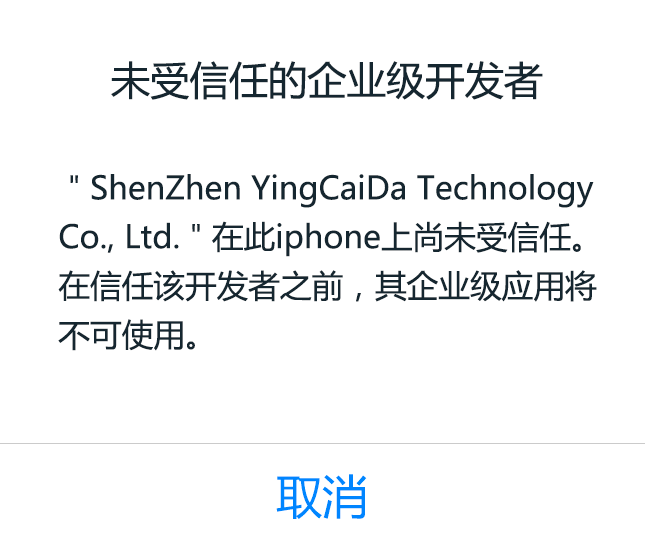 未受信任的企业级开发者
" ShenZhen YingCaiDa Technology
Co., Ltd. " 在此iphone上尚未受信任。
在信任该开发者之前，其企业级应用将
不可使用。
取消